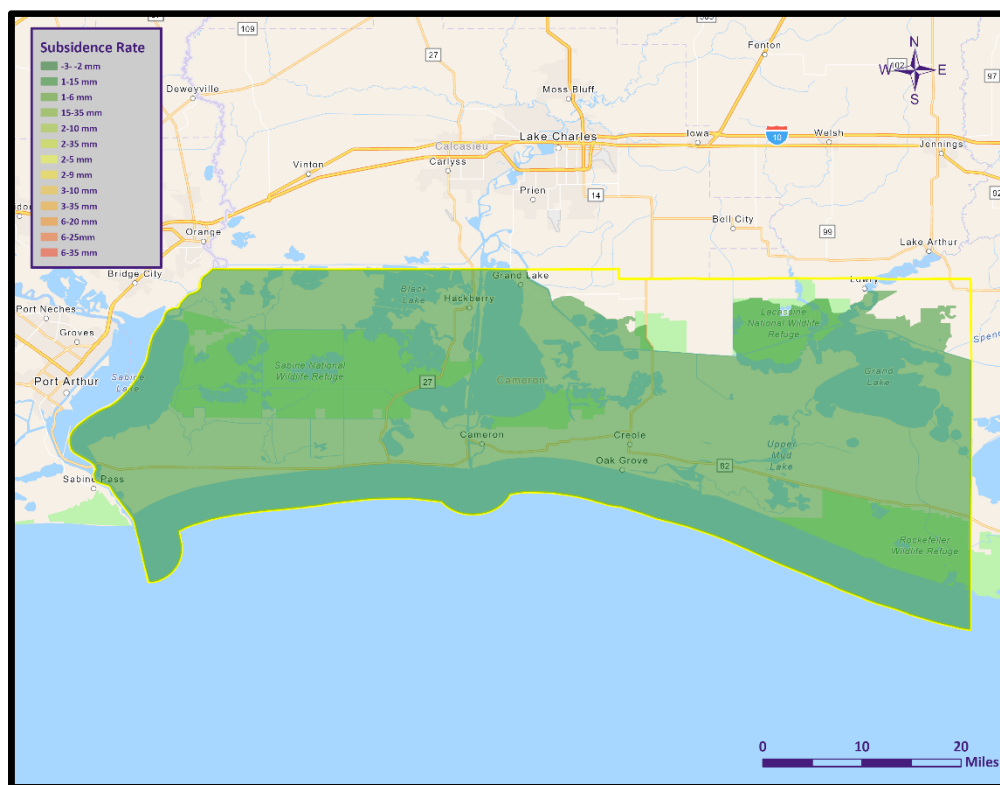 Subsidence Rate
-3- -2 mm
1-15 mm
1-6 mm
15-35 mm
2-10 mm
2-35 mm
2-5 mm
2-9 mm
3-10 mm
3-35 mm
6-20 mm
6-25mm
6-35 mm
N
W E
S
109
27
Fenton
102
97
Deweyville
Moss Bluff
Lake Charles
Iowa
10
Welsh
Jennings
Calcasieu
Vinton
Carlyss
Prien
14
Bell City
99
Orange
Lake Arthur
Bridge City
Grand Lake
Lowry
Black
Lake
Hackberry
Port Neches
Groves
Lacassine
National Wildlife
Refuge
Port Arthur
Sabine
Lake
Sabine National
Wildlife Refuge
27
Cameron
Grand
Lake
Cameron
Creole
Oak Grove
Upper
Mud
Lake
82
Sabine Pass
Rockefeller
Wildlife Refuge
0 10 20
Miles